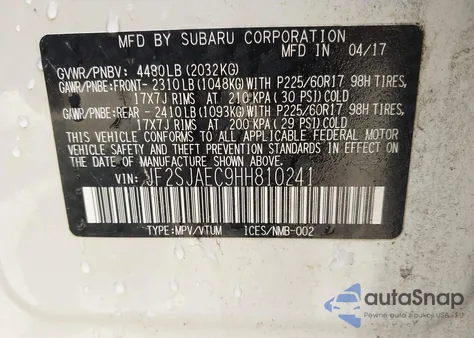 MFD BY SUBARU CORPORATION
MFD IN 04/17
GVWR/PNBV: 4480LB(2032KG)
GAWR/PNBE:FRONT-2310LB(1048KG)WITH P225/60R17 98H TIRES,
17X7J RIMS AT 210 KPA (30 PSI)COLD
GAWR/PNBE:REAR -2410LB(1093KG)WITH P225/60R17 98H TIRES,
17X7J RIMS AT 200 KPA (29 PSI)COLD
THIS VEHICLE CONFORMS TO ALL APPLICABLE FEDERAL MOTOR
VEHICLE SAFETY AND THEFT PREVENTION STANDARDS IN EFFECT
ON THE DATE OF MANUFACTURE SHOWN ABOVE.
VIN: JF2SJAEC9HH810241
TYPE:MPV/VTUM ICES/NMB-002
autoSnap